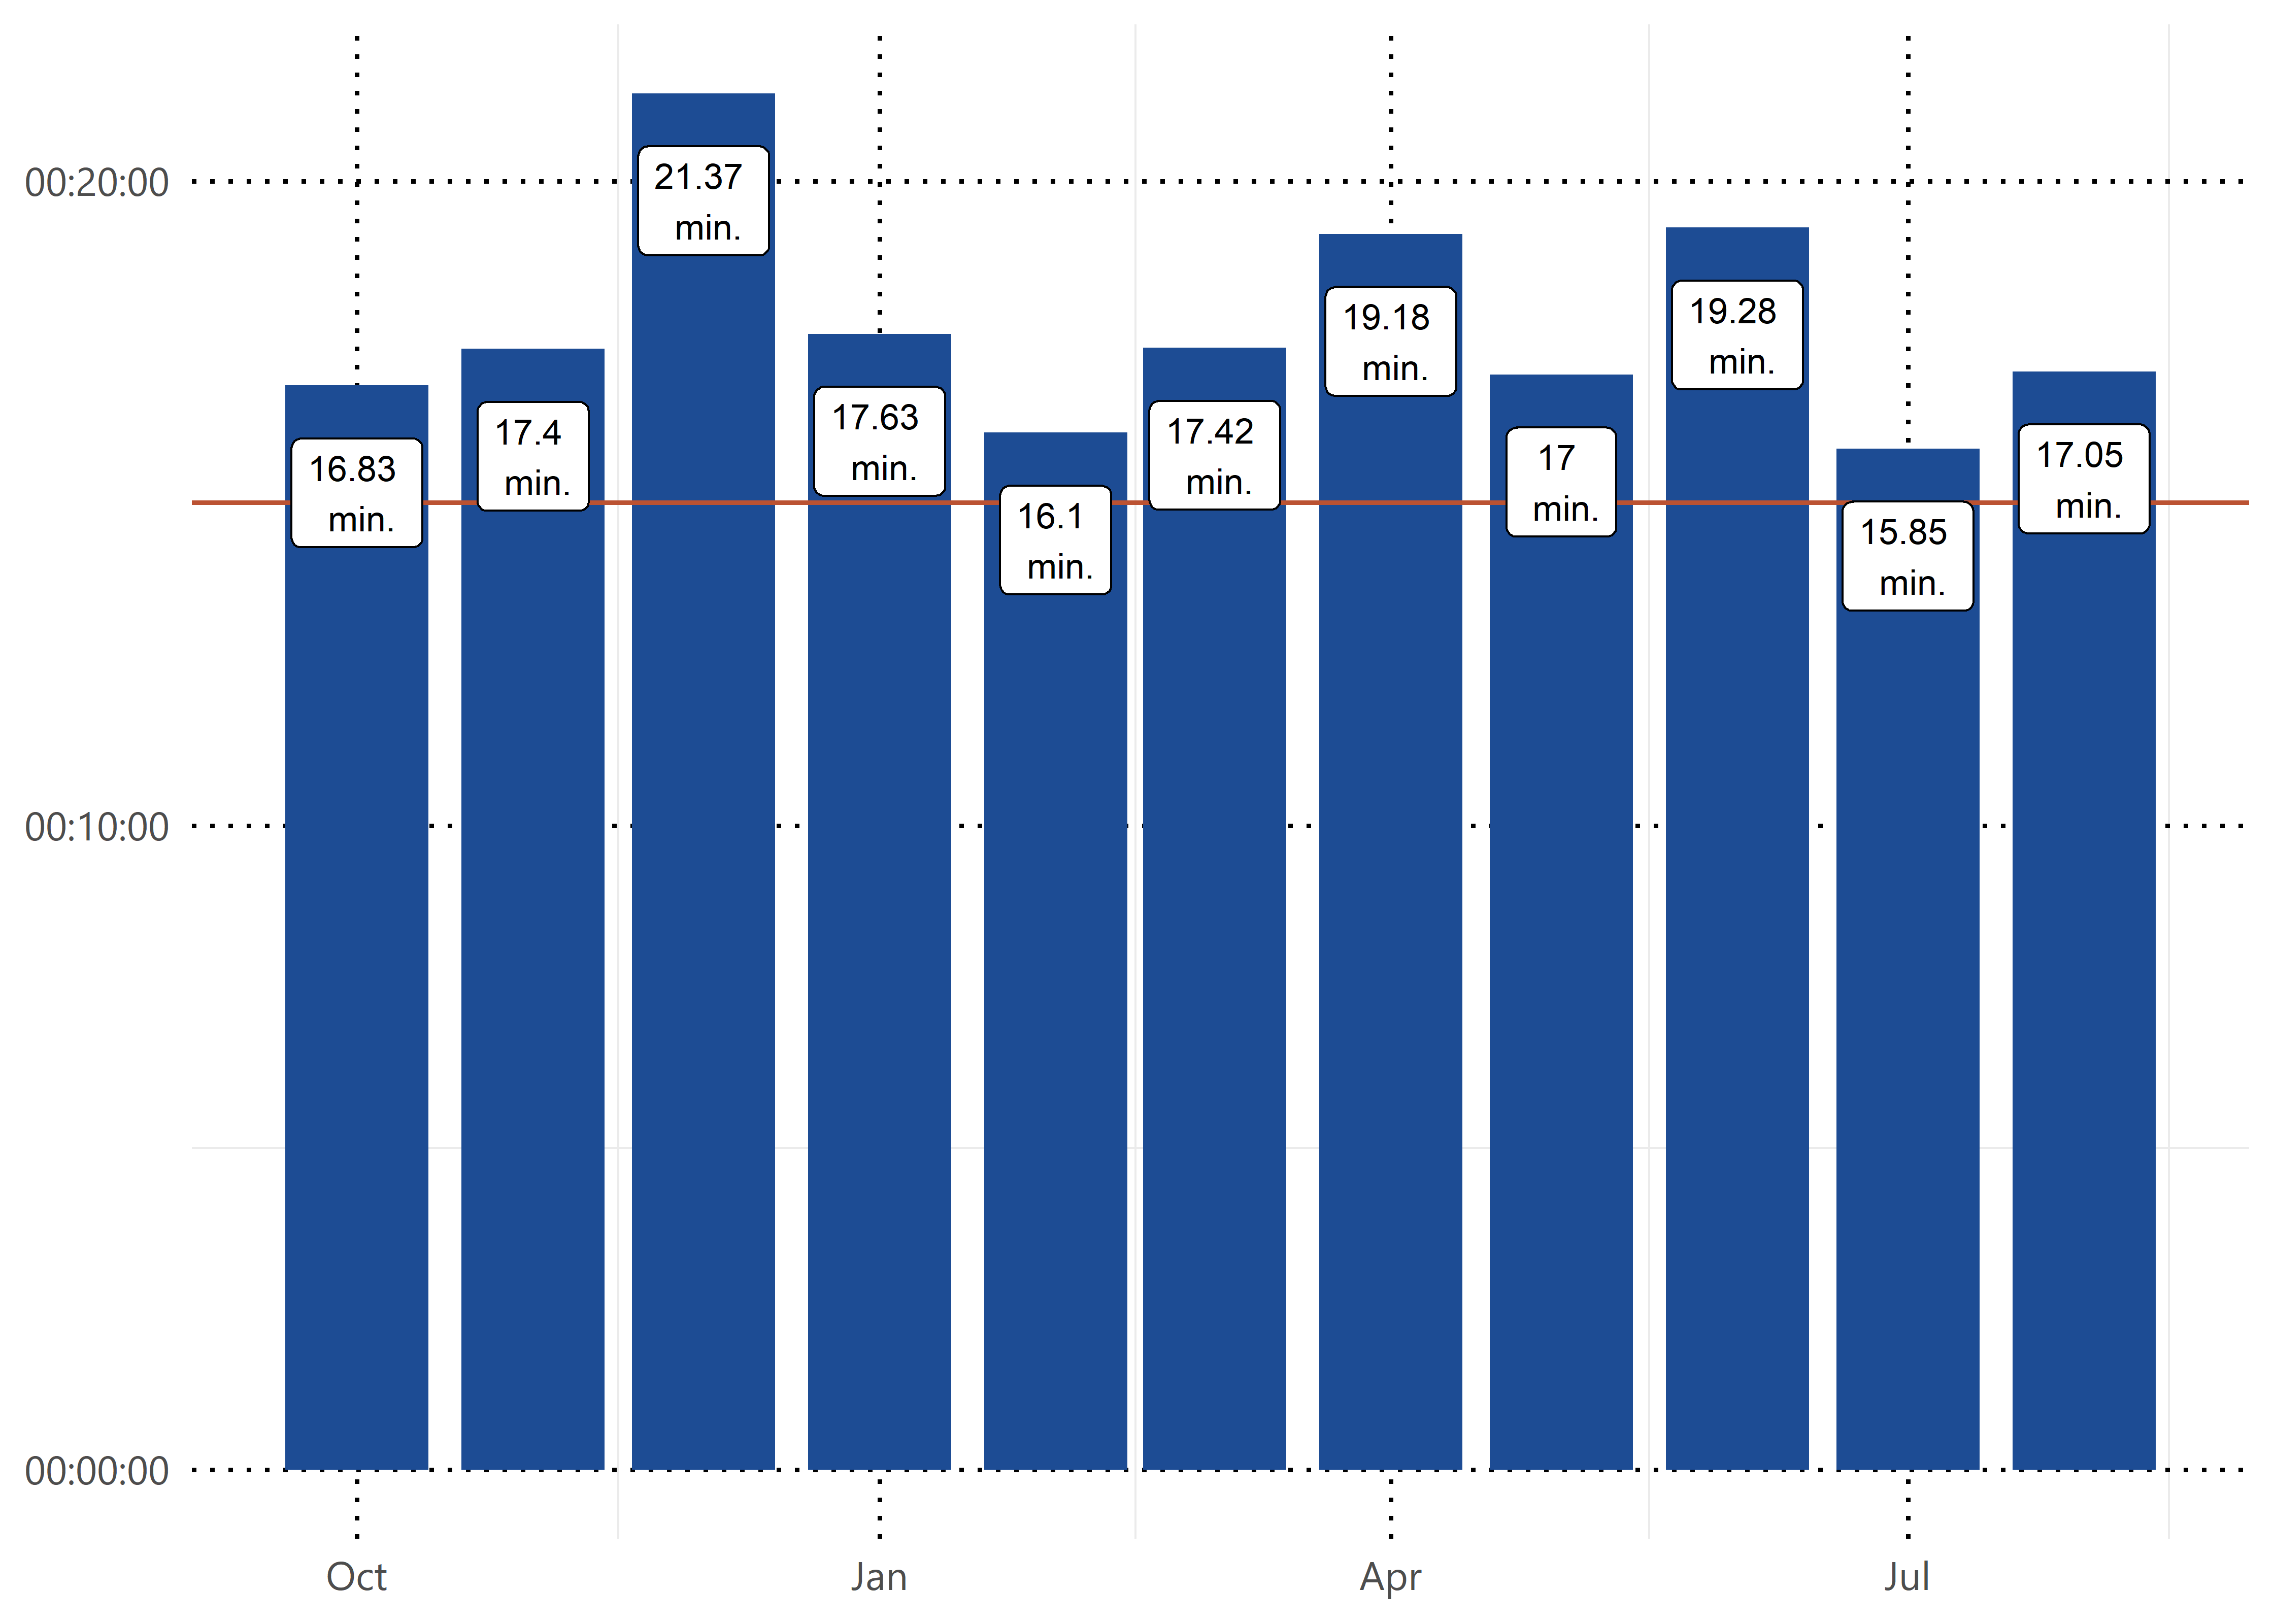 00:20:00
00:10:00
00:00:00
16.83
min.
17.4
min.
21.37
min.
17.63
min.
16.1
min.
17.42
min.
19.18
min.
17
min.
19.28
min.
15.85
min.
17.05
min.
Oct
Jan
Apr
Jul